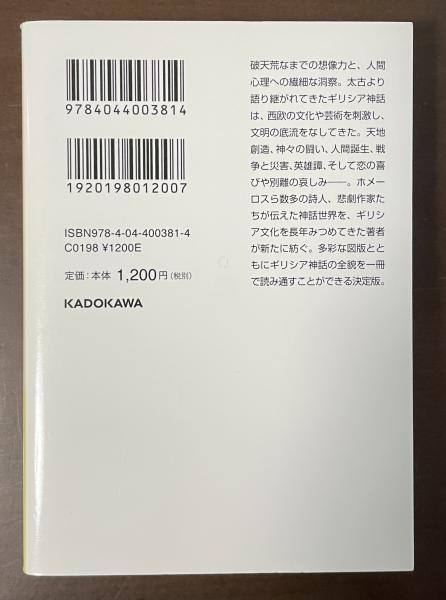 9784044003814
1920198012007
ISBN978-4-04-400381-4
C0198 ¥1200E
定価:本体 1,200円(税別)
KADOKAWA
破天荒なまでの想像力と、人間
心理への繊細な洞察。太古より
語り継がれてきたギリシア神話
は、西欧の文化や芸術を刺激し、
文明の底流をなしてきた。天地
創造、神々の闘い、人間誕生、戦
争と災害、英雄譚、そして恋の喜
びや別離の哀しみ――。ホメー
ロスら数多の詩人、悲劇作家た
ちが伝えた神話世界を、ギリシ
ア文化を長年みつめてきた著者
が新たに紡ぐ。多彩な図版とと
もにギリシア神話の全貌を一冊
で読み通すことができる決定版。